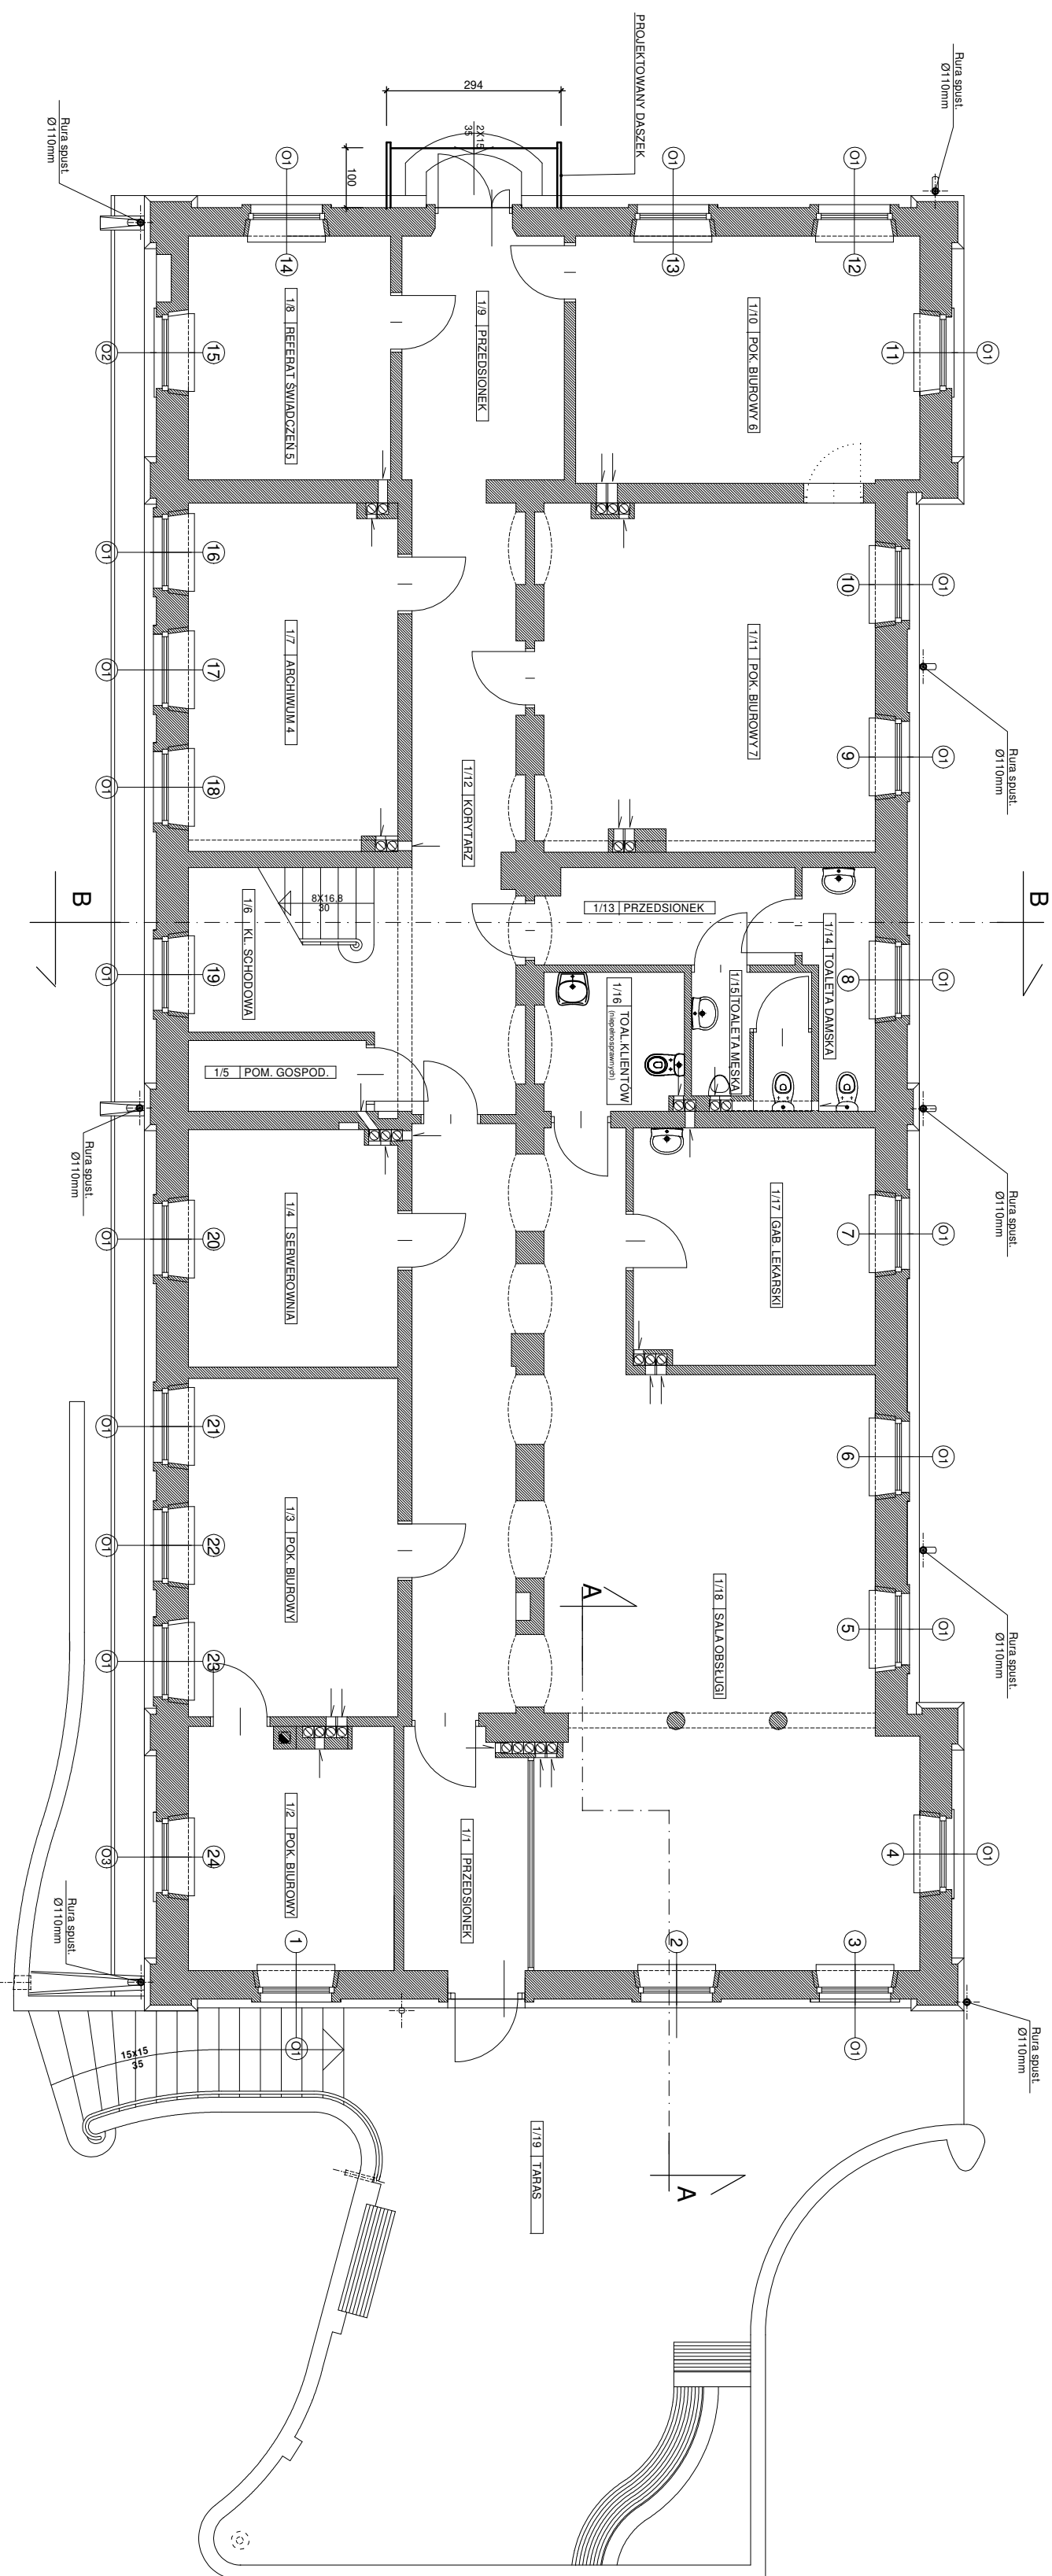 PROJEKTOWANY DASZEK
294
100
2X15
35
Rura spust.
Ø110mm
Rura spust.
Ø110mm
Rura spust.
Ø110mm
Rura spust.
Ø110mm
Rura spust.
Ø110mm
Rura spust.
Ø110mm
Rura spust.
Ø110mm
Rura spust.
Ø110mm
O1
14
O1
13
O1
12
11
O1
15
O2
1/8 REFERAT ŚWIADCZEŃ 5
1/9 PRZEDSIONEK
1/10 POK. BIUROWY 6
16
O1
17
O1
18
O1
10
O1
9
O1
1/7 ARCHIWUM 4
1/11 POK. BIUROWY 7
1/12 KORYTARZ
B
B
1/6 KL. SCHODOWA
8X16,8
30
19
O1
1/13 PRZEDSIONEK
1/14 TOALETA DAMSKA
8
O1
1/15 TOALETA MĘSKA
1/16 TOAL.KLIENTÓW
(niepełnosprawnych)
1/5 POM. GOSPOD.
1/4 SERWEROWNIA
20
O1
1/17 GAB. LEKARSKI
7
O1
21
O1
22
O1
23
O1
1/3 POK. BIUROWY
6
O1
5
O1
1/18 SALA OBSŁUGI
A
A
1/2 POK. BIUROWY
24
O3
1/1 PRZEDSIONEK
4
O1
1
O1
2
3
O1
15x15
35
1/19 TARAS